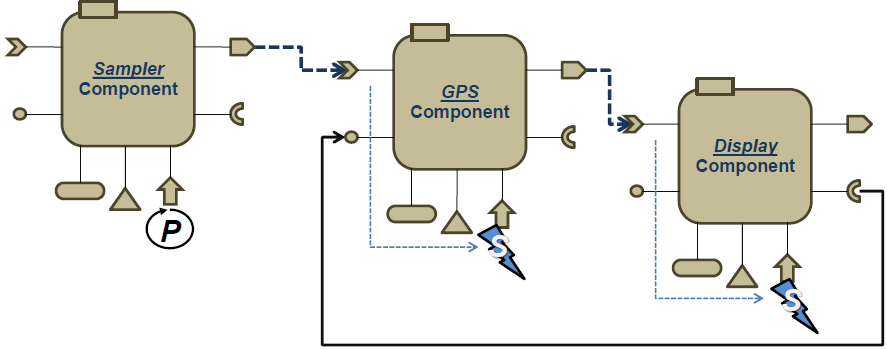 Sampler
Component
P
GPS
Component
S
Display
Component
S